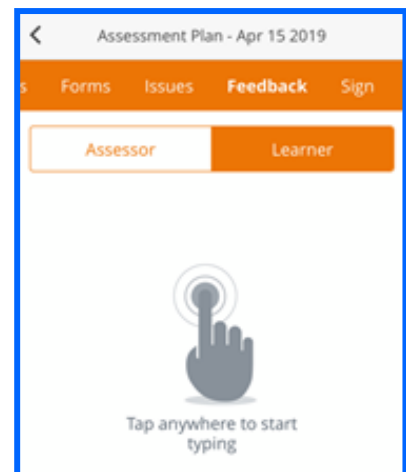 Assessment Plan - Apr 15 2019
s Forms Issues Feedback Sign
Assessor Learner
Tap anywhere to start
typing